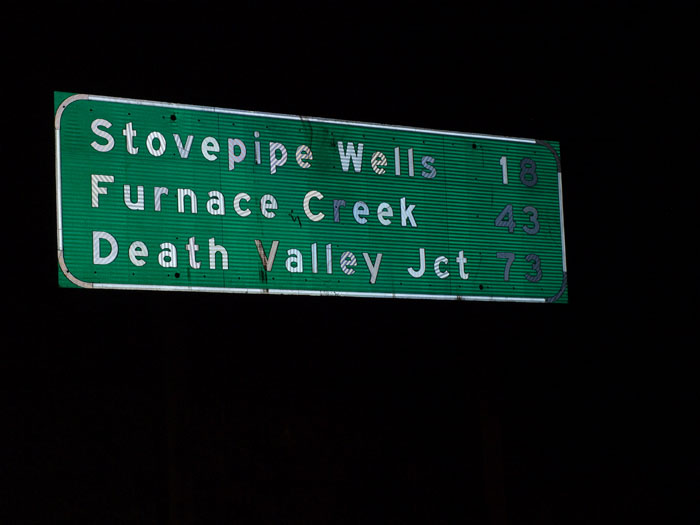 Stovepipe Wells 18
Furnace Creek 43
Death Valley Jct 73